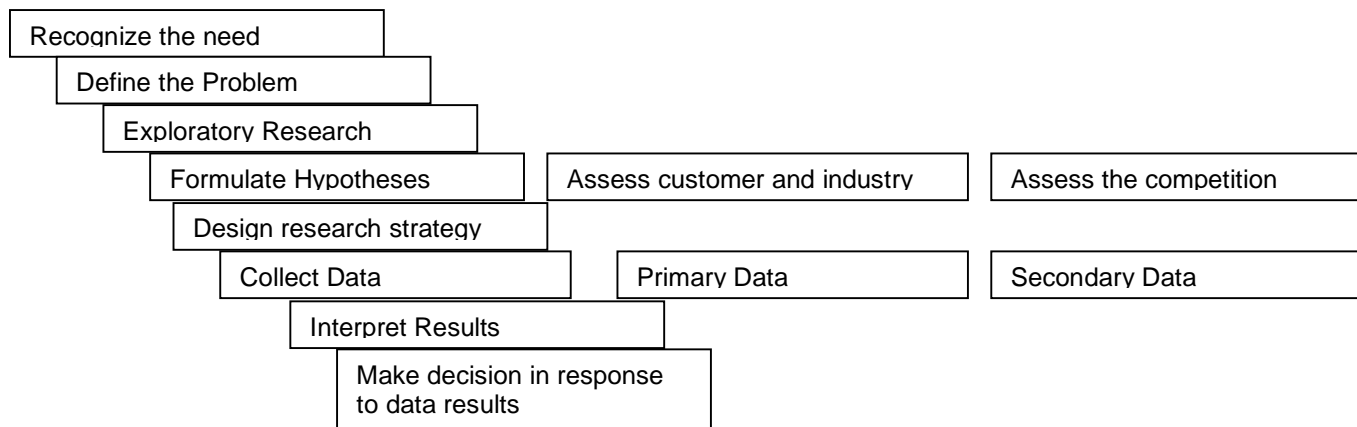 Recognize the need
Define the Problem
Exploratory Research
Formulate Hypotheses
Assess customer and industry
Assess the competition
Design research strategy
Collect Data
Primary Data
Secondary Data
Interpret Results
Make decision in response
to data results